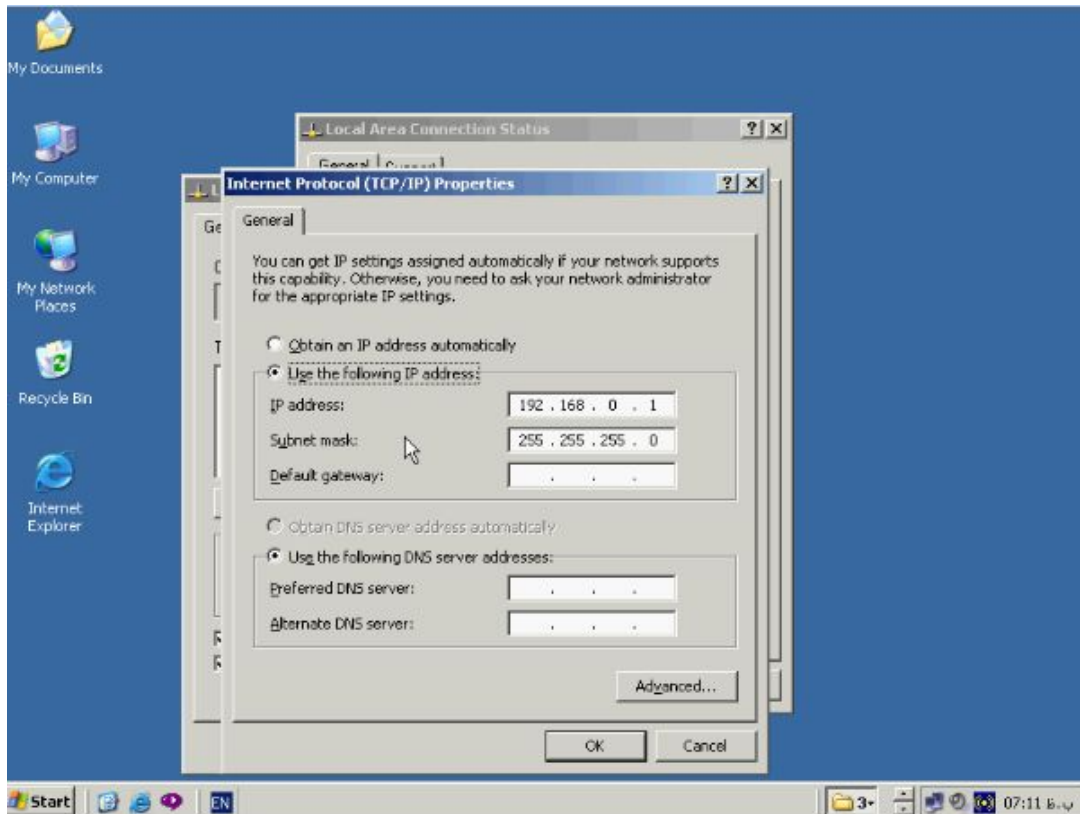 My Documents
My Computer
My Network
Places
Recycle Bin
Internet
Explorer
Local Area Connection Status
General
Internet Protocol (TCP/IP) Properties
General
You can get IP settings assigned automatically if your network supports
this capability. Otherwise, you need to ask your network administrator
for the appropriate IP settings.
Obtain an IP address automatically
Use the following IP address:
IP address: 192 . 168 . 0 . 1
Subnet mask: 255 . 255 . 255 . 0
Default gateway: . . .
Obtain DNS server address automatically
Use the following DNS server addresses:
Preferred DNS server: . . .
Alternate DNS server: . . .
Advanced...
OK Cancel
Start EN 3 07:11 ب.ظ